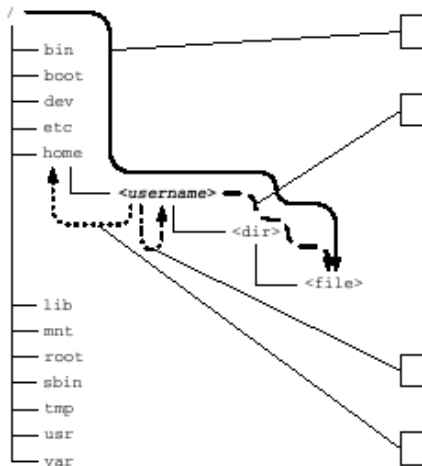 /
bin
boot
dev
etc
home
<username>
<dir>
<file>
lib
mnt
root
sbin
tmp
usr
var